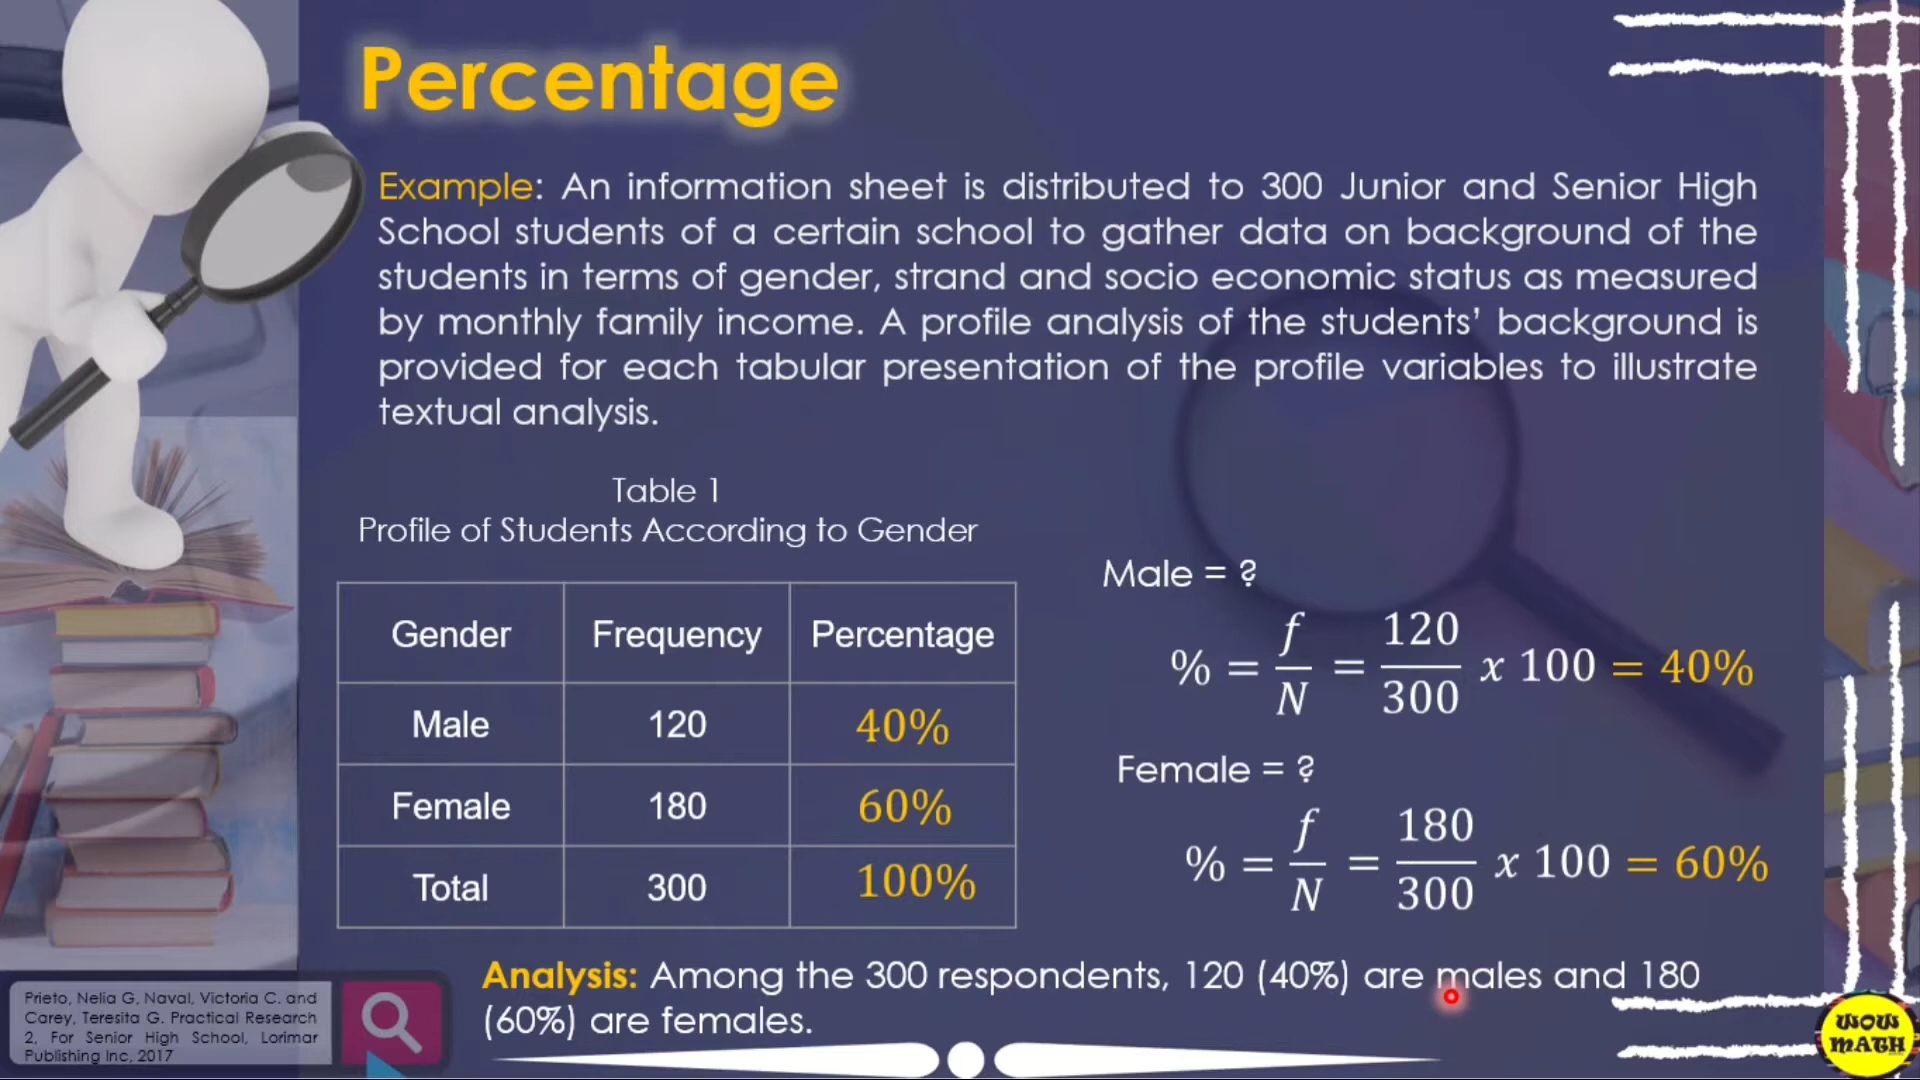 Percentage
Example: An information sheet is distributed to 300 Junior and Senior High
School students of a certain school to gather data on background of the
students in terms of gender, strand and socio economic status as measured
by monthly family income. A profile analysis of the students’ background is
provided for each tabular presentation of the profile variables to illustrate
textual analysis.
Table 1
Profile of Students According to Gender
Gender Frequency Percentage
Male 120 40%
Female 180 60%
Total 300 100%
Male = ?
% = f/N = 120/300 x 100 = 40%
Female = ?
% = f/N = 180/300 x 100 = 60%
Analysis: Among the 300 respondents, 120 (40%) are males and 180
(60%) are females.
Prieto, Nelia G, Naval, Victoria C. and
Carey, Teresita G. Practical Research
2, For Senior High School, Lorimar
Publishing Inc, 2017
WOW
MATH